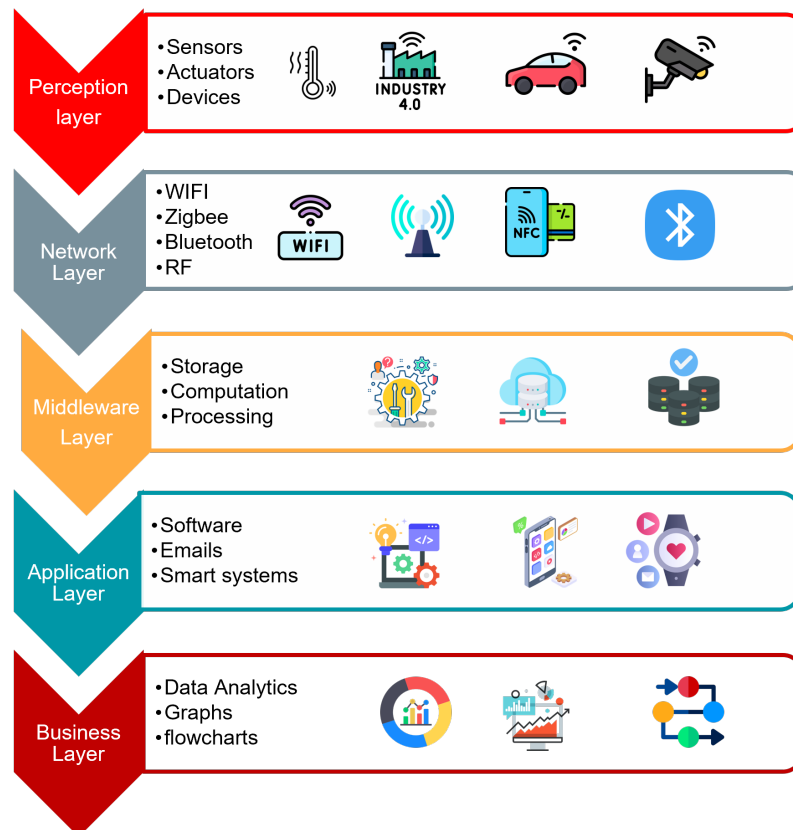 Perception
layer
•Sensors
•Actuators
•Devices
INDUSTRY
4.0
Network
Layer
•WIFI
•Zigbee
•Bluetooth
•RF
WIFI
NFC
Middleware
Layer
•Storage
•Computation
•Processing
Application
Layer
•Software
•Emails
•Smart systems
</>
Business
Layer
•Data Analytics
•Graphs
•flowcharts